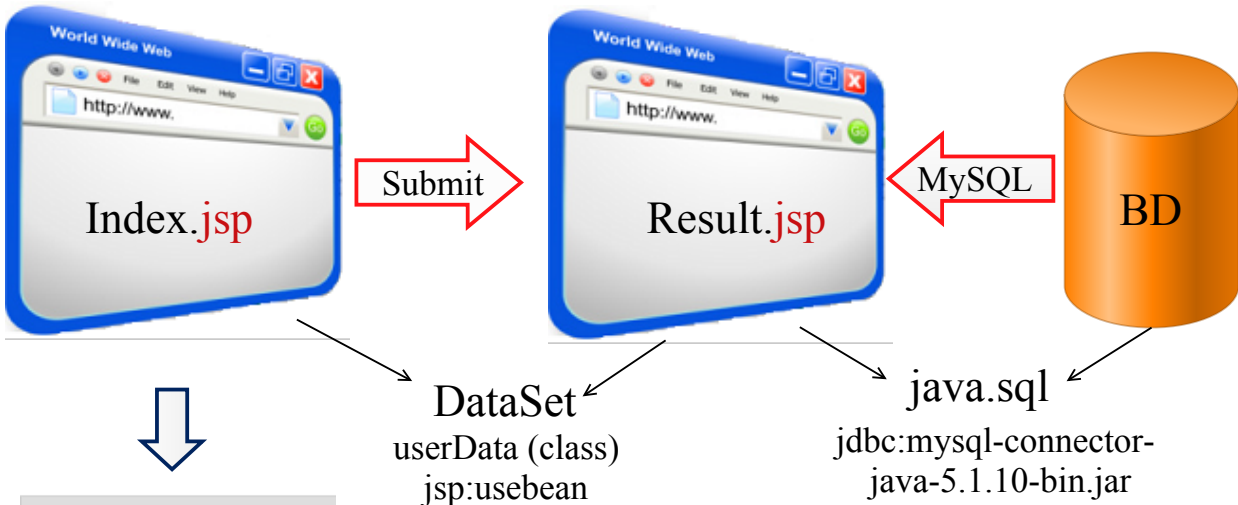 World Wide Web
File Edit View Help
http://www.
Go
Index.jsp
Submit
World Wide Web
File Edit View Help
http://www.
Go
Result.jsp
MySQL
BD
DataSet
userData (class)
jsp:usebean
java.sql
jdbc:mysql-connector-
java-5.1.10-bin.jar